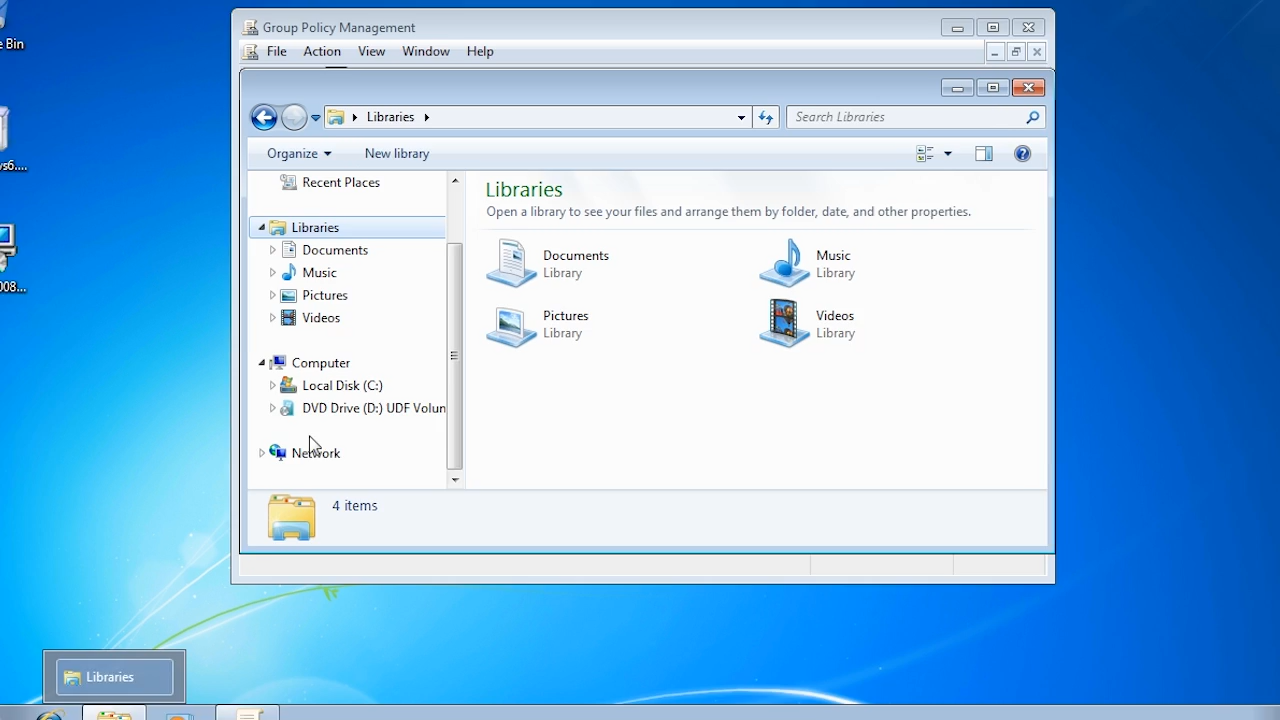 Group Policy Management
File Action View Window Help
Libraries
Search Libraries
Organize New library
Recent Places
Libraries
Documents
Music
Pictures
Videos
Computer
Local Disk (C:)
DVD Drive (D:) UDF Volun
Network
Libraries
Open a library to see your files and arrange them by folder, date, and other properties.
Documents
Library
Music
Library
Pictures
Library
Videos
Library
4 items
e Bin
vs6....
008...
Libraries